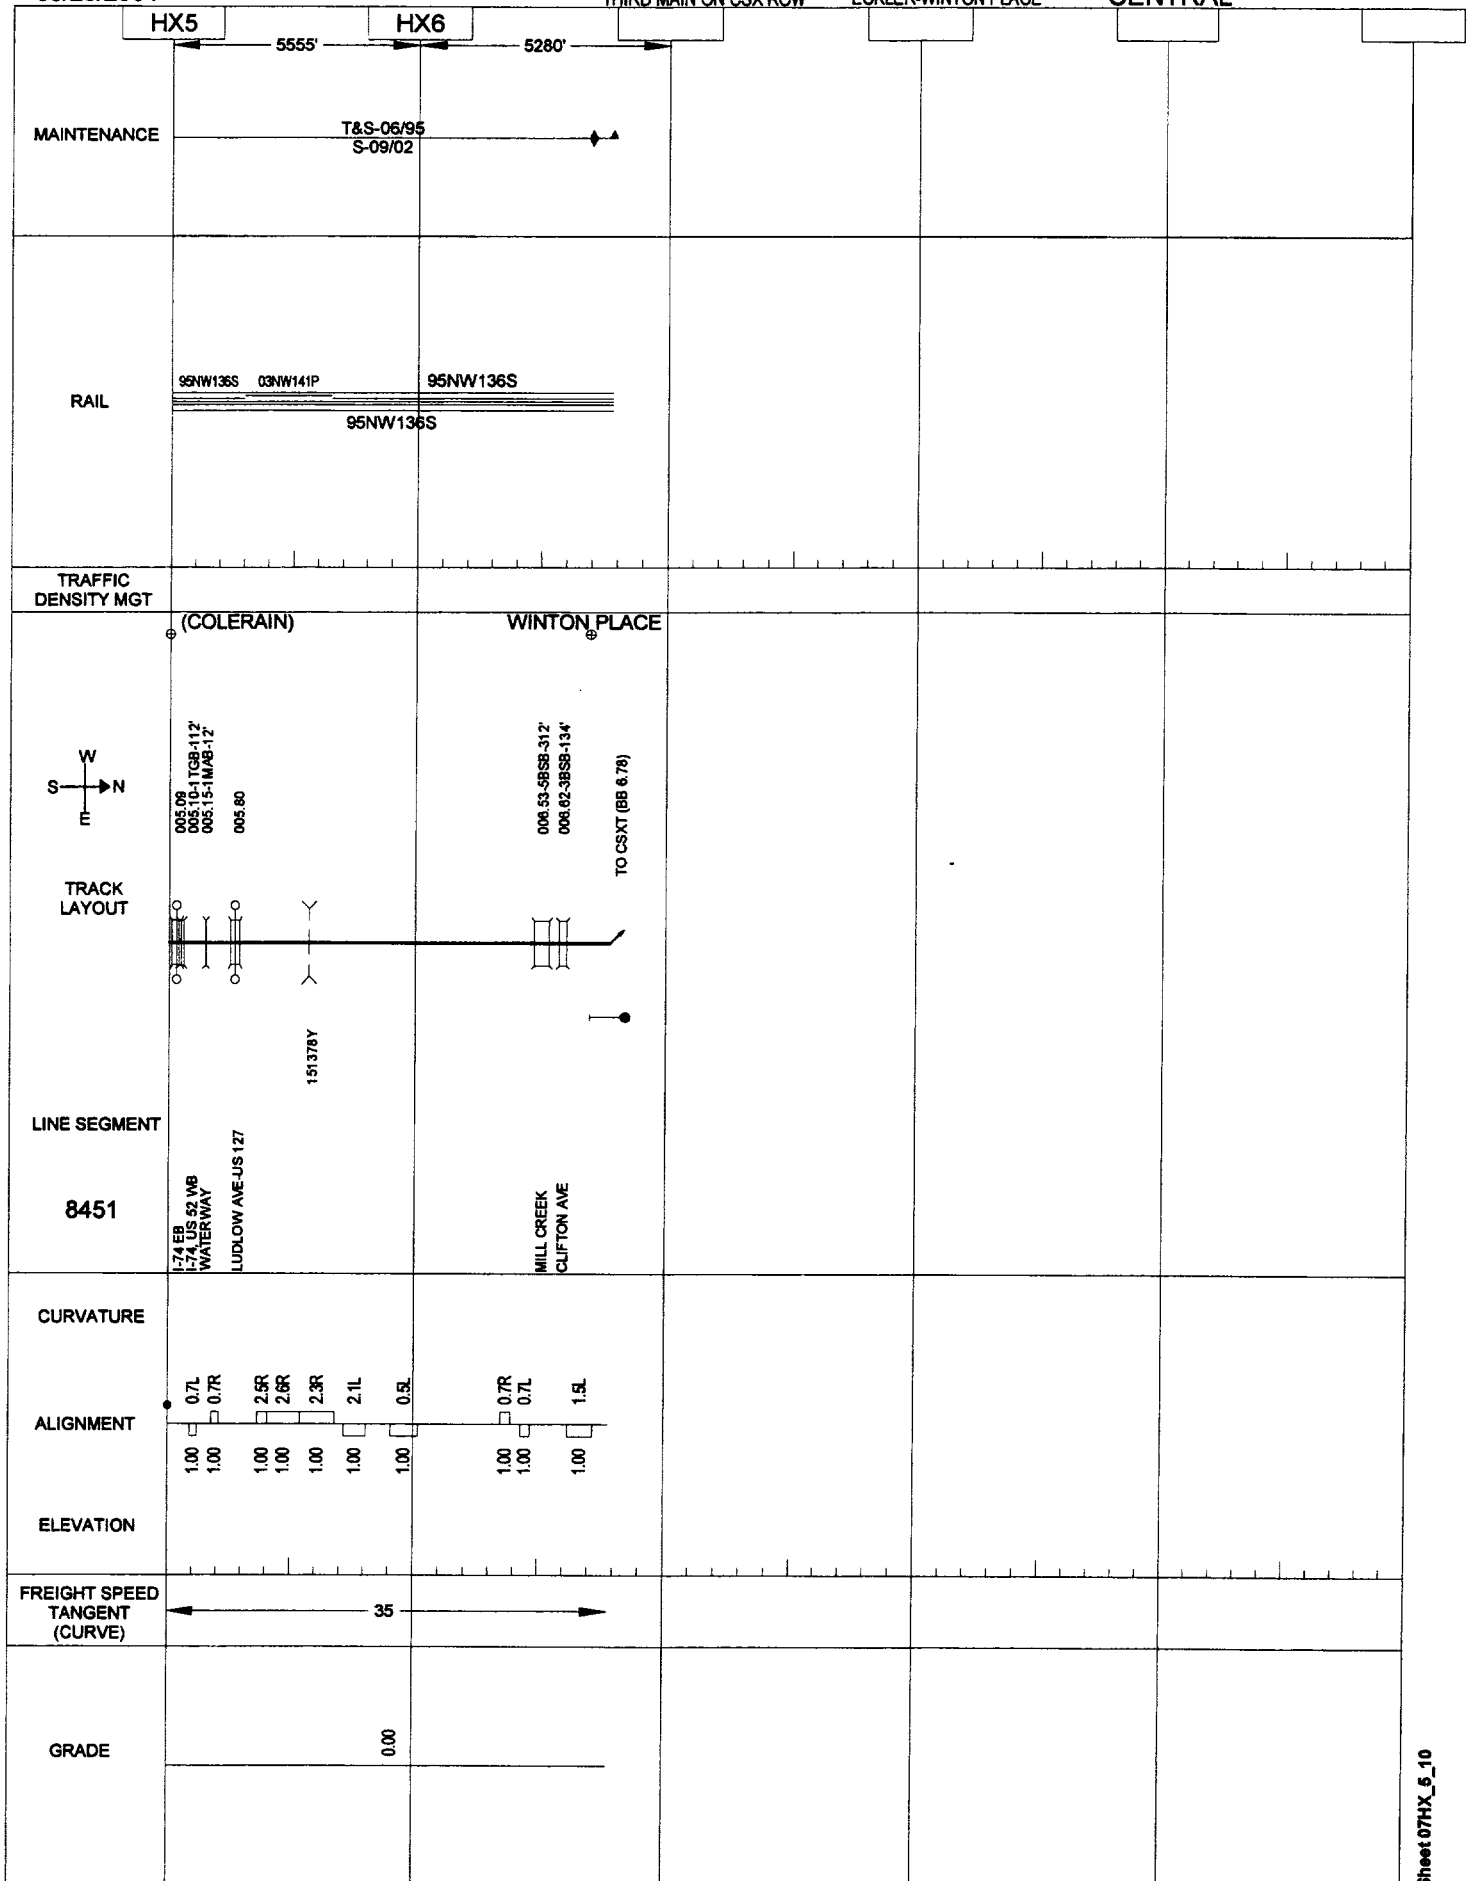 THIRD MAIN ON CSX ROW
CENTRAL
HX5
HX6
5555'
5280'
MAINTENANCE
T&S-06/95
S-09/02
RAIL
95NW136S
03NW141P
95NW136S
95NW136S
TRAFFIC
DENSITY MGT
(COLERAIN)
WINTON PLACE
W
S
N
E
005.09
005.10-1TGB-112'
005.15-1MAB-12'
005.80
006.53-5BSB-312'
006.62-3BSB-134'
TO CSXT (BB 6.78)
TRACK
LAYOUT
151378Y
LINE SEGMENT
8451
I-74 EB
I-74, US 52 WB
WATERWAY
LUDLOW AVE-US 127
MILL CREEK
CLIFTON AVE
CURVATURE
0.7L
0.7R
2.5R
2.6R
2.3R
2.1L
0.5L
0.7R
0.7L
1.5L
ALIGNMENT
1.00
1.00
1.00
1.00
1.00
1.00
1.00
1.00
1.00
1.00
ELEVATION
FREIGHT SPEED
TANGENT
(CURVE)
35
GRADE
0.00
Sheet 07HX_5_10